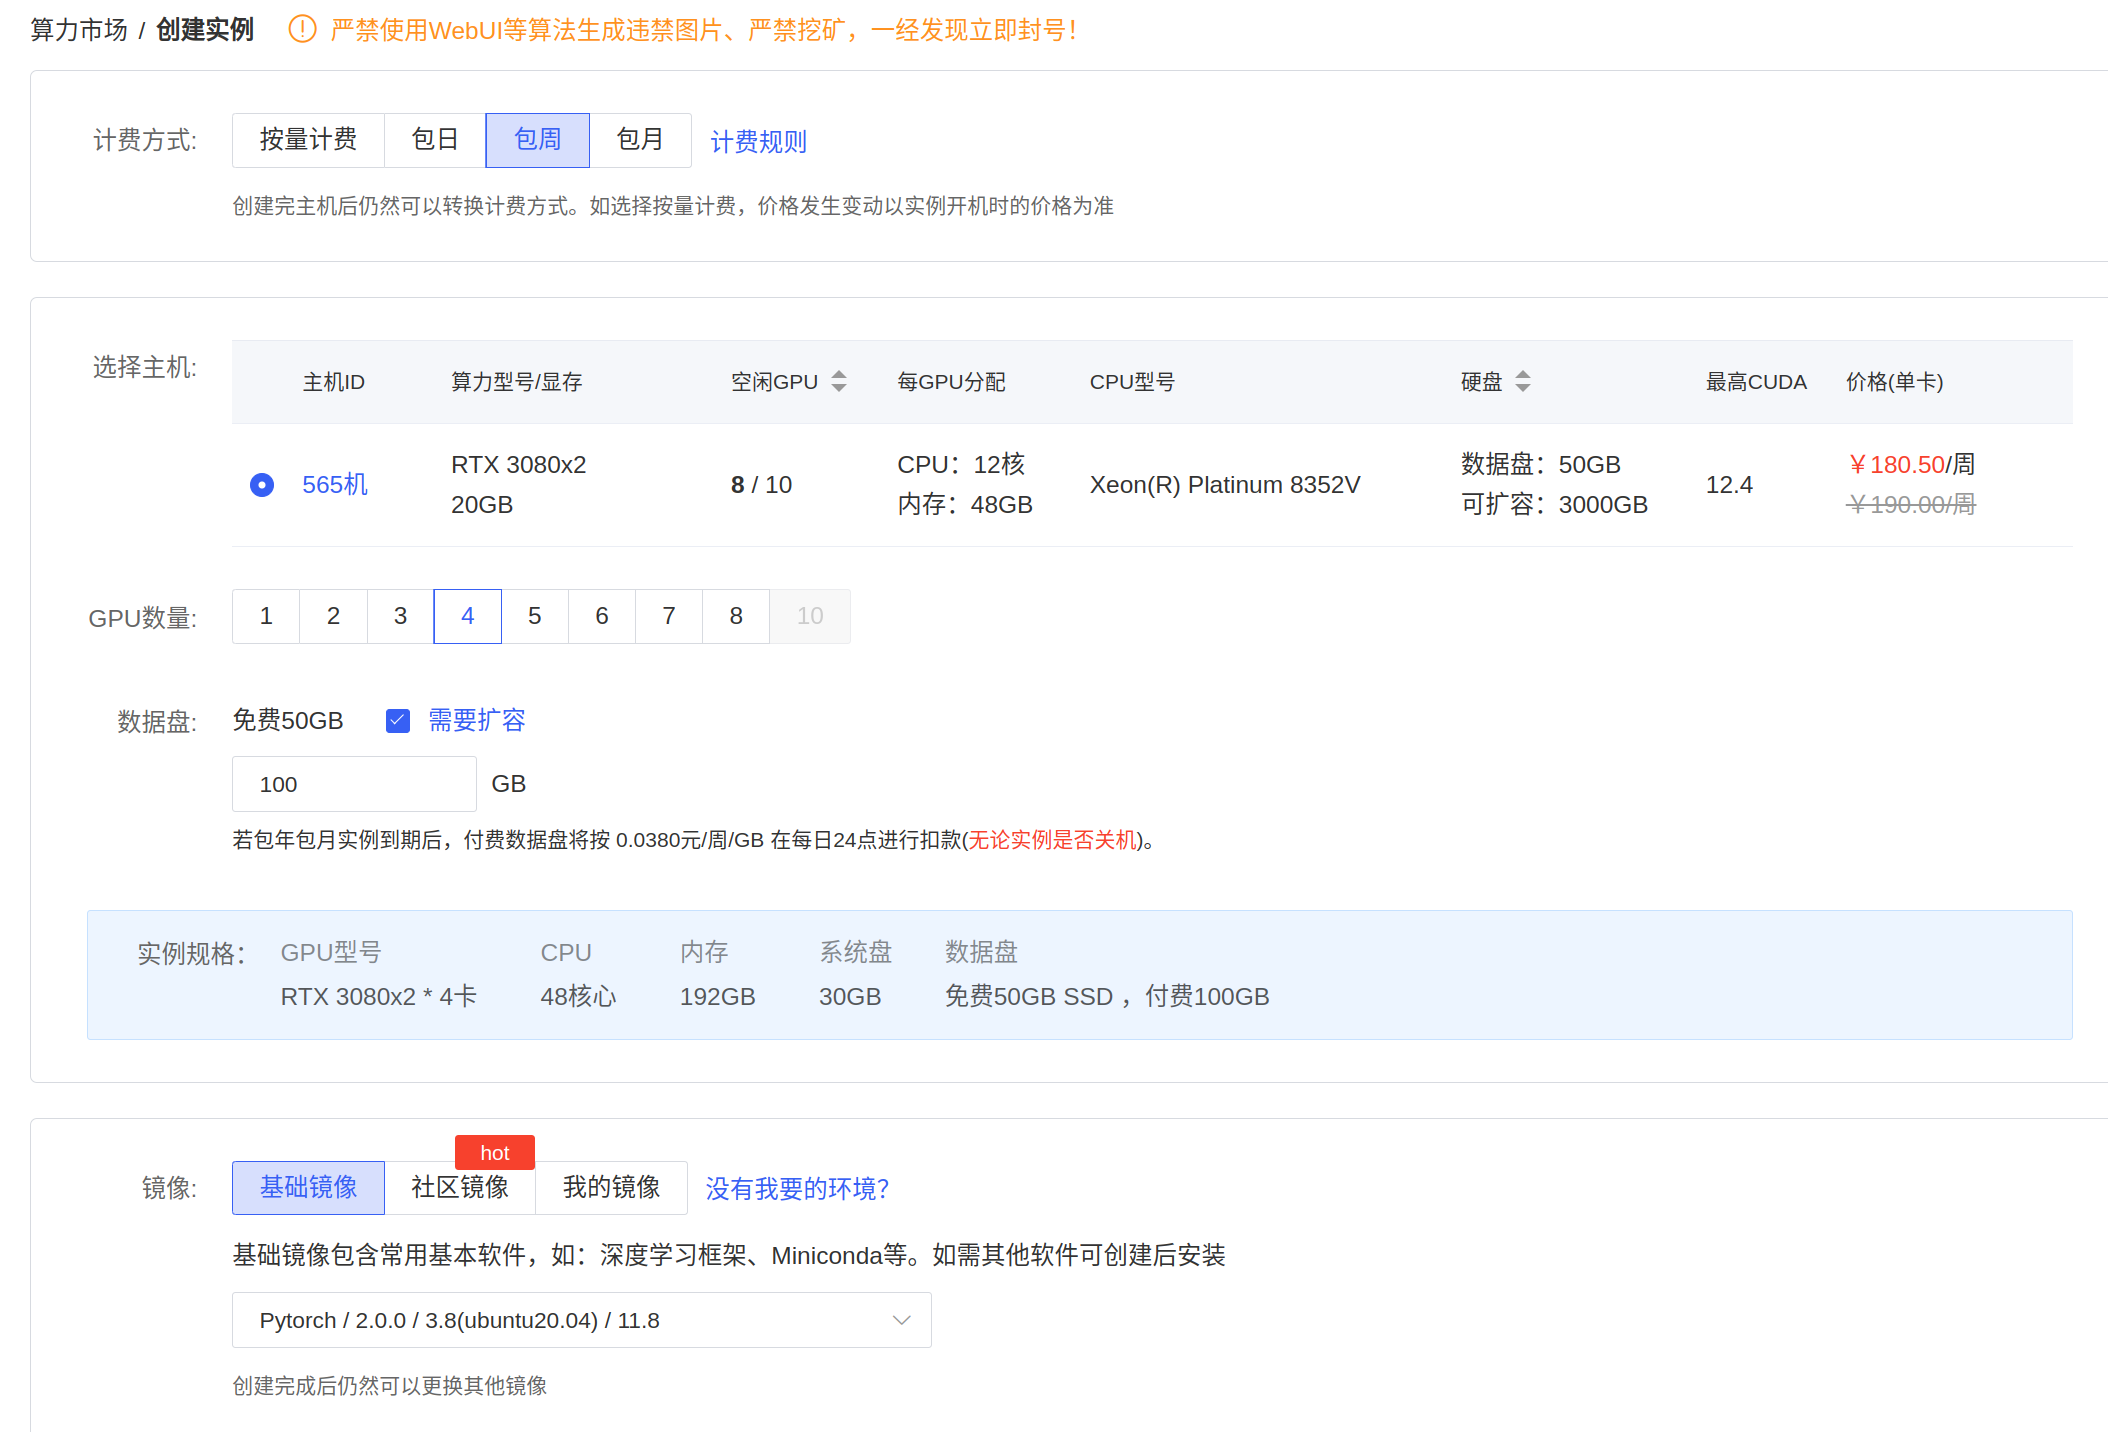 算力市场 / 创建实例 严禁使用WebUI等算法生成违禁图片、严禁挖矿，一经发现立即封号！
计费方式: 按量计费 包日 包周 包月 计费规则
创建完主机后仍然可以转换计费方式。如选择按量计费，价格发生变动以实例开机时的价格为准
选择主机: 主机ID 算力型号/显存 空闲GPU 每GPU分配 CPU型号 硬盘 最高CUDA 价格(单卡)
565机 RTX 3080x2 8 / 10 CPU：12核 Xeon(R) Platinum 8352V 数据盘：50GB 12.4 ￥180.50/周
20GB 内存：48GB 可扩容：3000GB ￥190.00/周
GPU数量: 1 2 3 4 5 6 7 8 10
数据盘: 免费50GB 需要扩容
100 GB
若包年包月实例到期后，付费数据盘将按 0.0380元/周/GB 在每日24点进行扣款(无论实例是否关机)。
实例规格： GPU型号 CPU 内存 系统盘 数据盘
RTX 3080x2 * 4卡 48核心 192GB 30GB 免费50GB SSD ，付费100GB
hot
镜像: 基础镜像 社区镜像 我的镜像 没有我要的环境？
基础镜像包含常用基本软件，如：深度学习框架、Miniconda等。如需其他软件可创建后安装
Pytorch / 2.0.0 / 3.8(ubuntu20.04) / 11.8
创建完成后仍然可以更换其他镜像